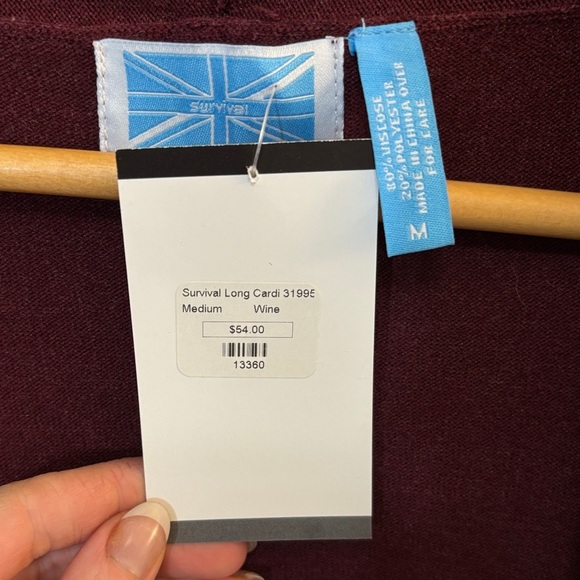 survival
80% VISCOSE
20% POLYESTER
MADE IN CHINA OVER
FOR CARE
M
Survival Long Cardi 31995
Medium Wine
$54.00
13360